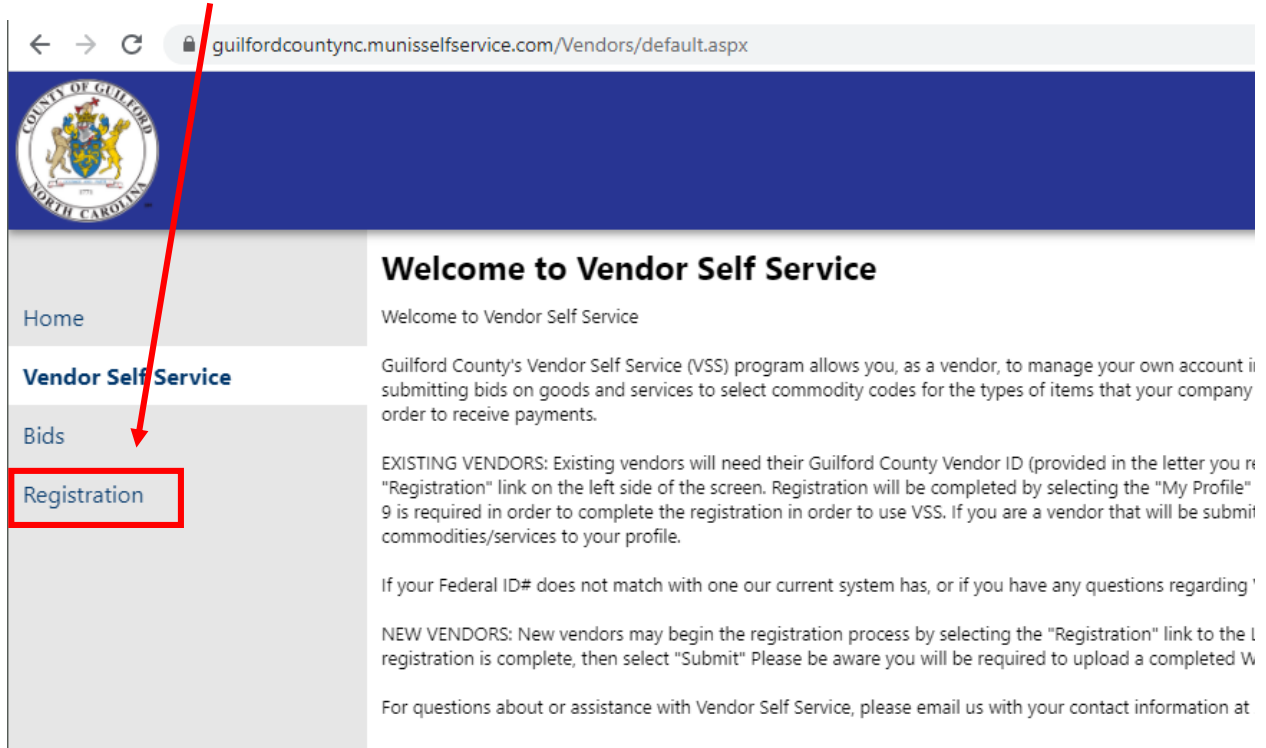 guilfordcountync.munisselfservice.com/Vendors/default.aspx
COUNTY OF GUILFORD
NORTH CAROLINA
Welcome to Vendor Self Service
Home
Welcome to Vendor Self Service
Vendor Self Service
Guilford County's Vendor Self Service (VSS) program allows you, as a vendor, to manage your own account
submitting bids on goods and services to select commodity codes for the types of items that your company
order to receive payments.
Bids
EXISTING VENDORS: Existing vendors will need their Guilford County Vendor ID (provided in the letter you
Registration
"Registration" link on the left side of the screen. Registration will be completed by selecting the "My Profile"
9 is required in order to complete the registration in order to use VSS. If you are a vendor that will be
commodities/services to your profile.
If your Federal ID# does not match with one our current system has, or if you have any questions regarding
NEW VENDORS: New vendors may begin the registration process by selecting the "Registration" link to the
registration is complete, then select "Submit" Please be aware you will be required to upload a completed
For questions about or assistance with Vendor Self Service, please email us with your contact information at